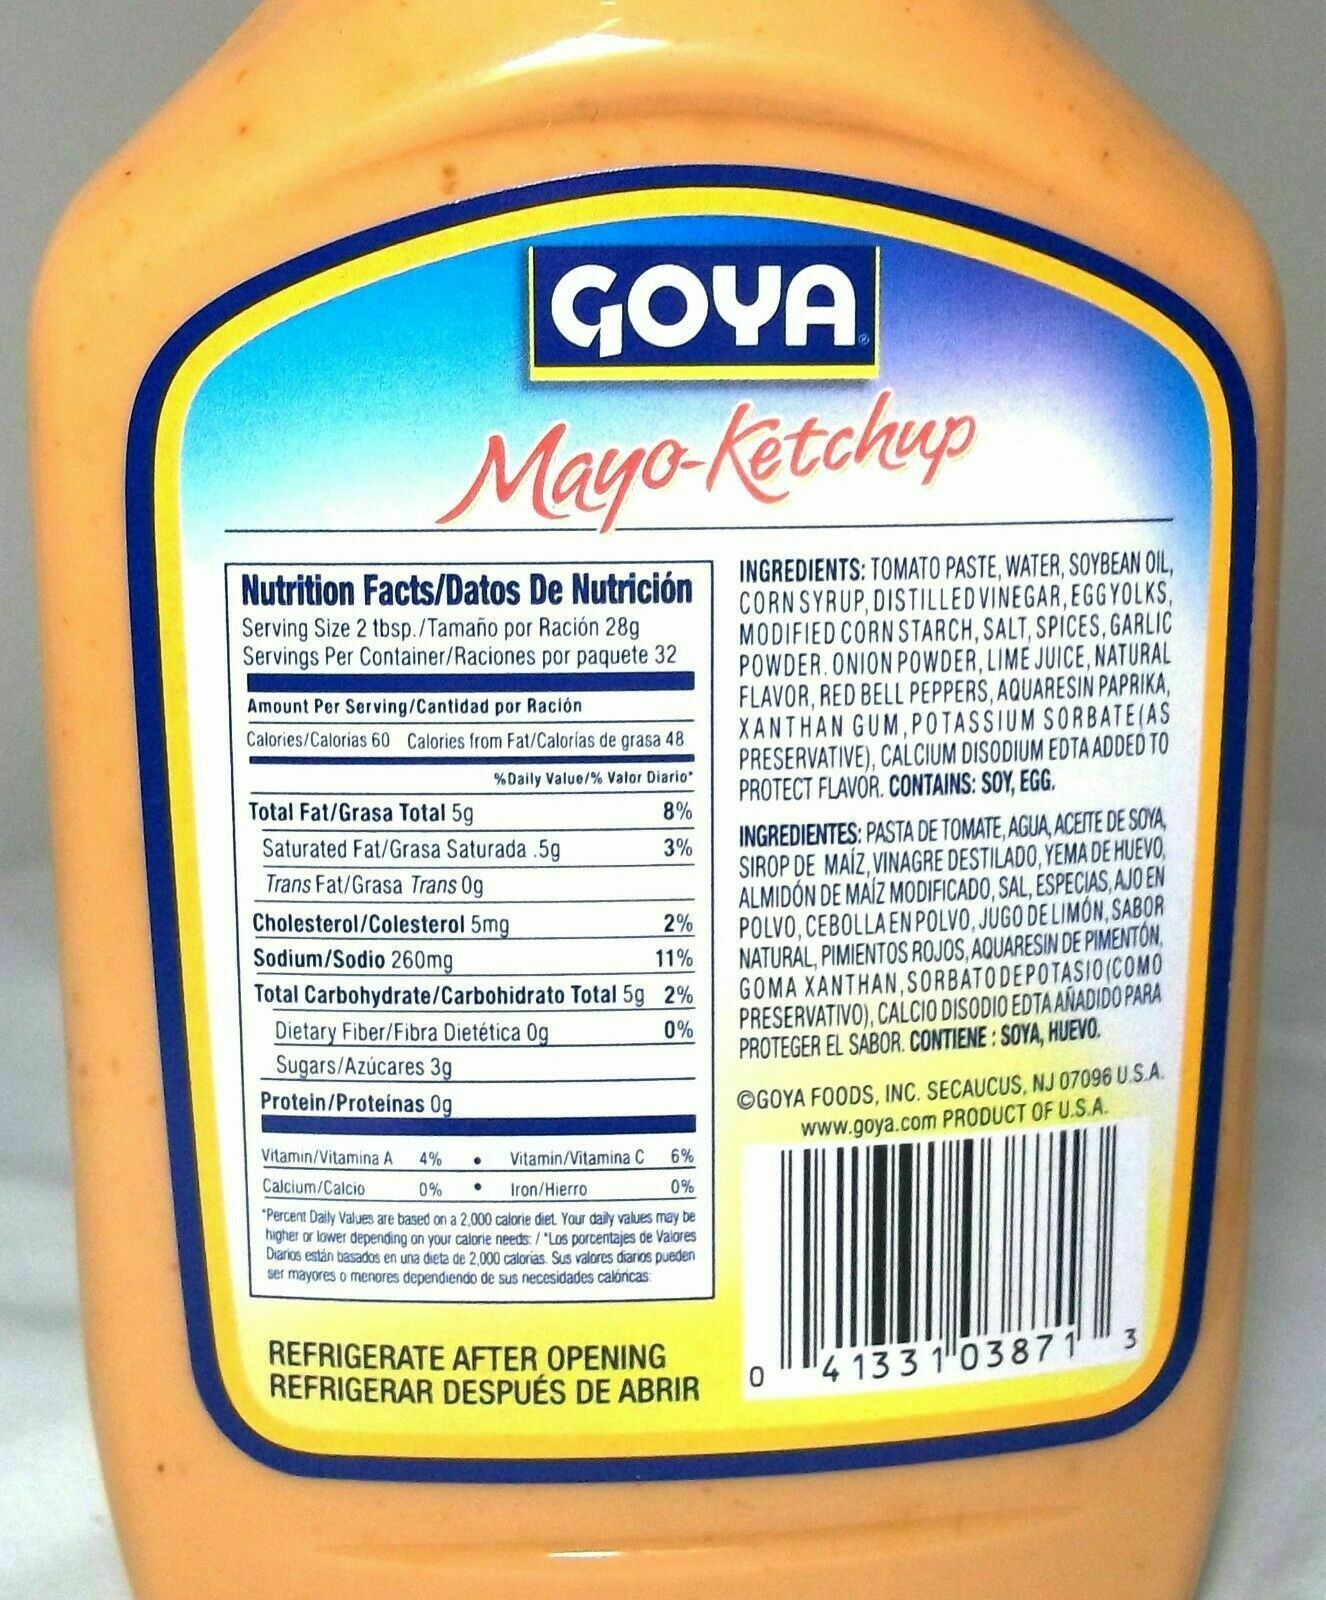 GOYA
Mayo-Ketchup
Nutrition Facts/Datos De Nutrición
Serving Size 2 tbsp./Tamaño por Ración 28g
Servings Per Container/Raciones por paquete 32
Amount Per Serving/Cantidad por Ración
Calories/Calorías 60 Calories from Fat/Calorías de grasa 48
%Daily Value/% Valor Diario*
Total Fat/Grasa Total 5g 8%
Saturated Fat/Grasa Saturada .5g 3%
Trans Fat/Grasa Trans 0g
Cholesterol/Colesterol 5mg 2%
Sodium/Sodio 260mg 11%
Total Carbohydrate/Carbohidrato Total 5g 2%
Dietary Fiber/Fibra Dietética 0g 0%
Sugars/Azúcares 3g
Protein/Proteínas 0g
Vitamin/Vitamina A 4% • Vitamin/Vitamina C 6%
Calcium/Calcio 0% • Iron/Hierro 0%
*Percent Daily Values are based on a 2,000 calorie diet. Your daily values may be
higher or lower depending on your calorie needs: / *Los porcentajes de Valores
Diarios están basados en una dieta de 2,000 calorías. Sus valores diarios pueden
ser mayores o menores dependiendo de sus necesidades calóricas:
REFRIGERATE AFTER OPENING
REFRIGERAR DESPUÉS DE ABRIR
INGREDIENTS: TOMATO PASTE, WATER, SOYBEAN OIL,
CORN SYRUP, DISTILLED VINEGAR, EGG YOLKS,
MODIFIED CORN STARCH, SALT, SPICES, GARLIC
POWDER. ONION POWDER, LIME JUICE, NATURAL
FLAVOR, RED BELL PEPPERS, AQUARESIN PAPRIKA,
XANTHAN GUM, POTASSIUM SORBATE (AS
PRESERVATIVE), CALCIUM DISODIUM EDTA ADDED TO
PROTECT FLAVOR. CONTAINS: SOY, EGG.
INGREDIENTES: PASTA DE TOMATE, AGUA, ACEITE DE SOYA,
SIROP DE MAÍZ, VINAGRE DESTILADO, YEMA DE HUEVO,
ALMIDÓN DE MAÍZ MODIFICADO, SAL, ESPECIAS, AJO EN
POLVO, CEBOLLA EN POLVO, JUGO DE LIMÓN, SABOR
NATURAL, PIMIENTOS ROJOS, AQUARESIN DE PIMENTÓN,
GOMA XANTHAN, SORBATO DE POTASIO (COMO
PRESERVATIVO), CALCIO DISODIO EDTA AÑADIDO PARA
PROTEGER EL SABOR. CONTIENE : SOYA, HUEVO.
©GOYA FOODS, INC. SECAUCUS, NJ 07096 U.S.A.
www.goya.com PRODUCT OF U.S.A.
0 41331 03871 3